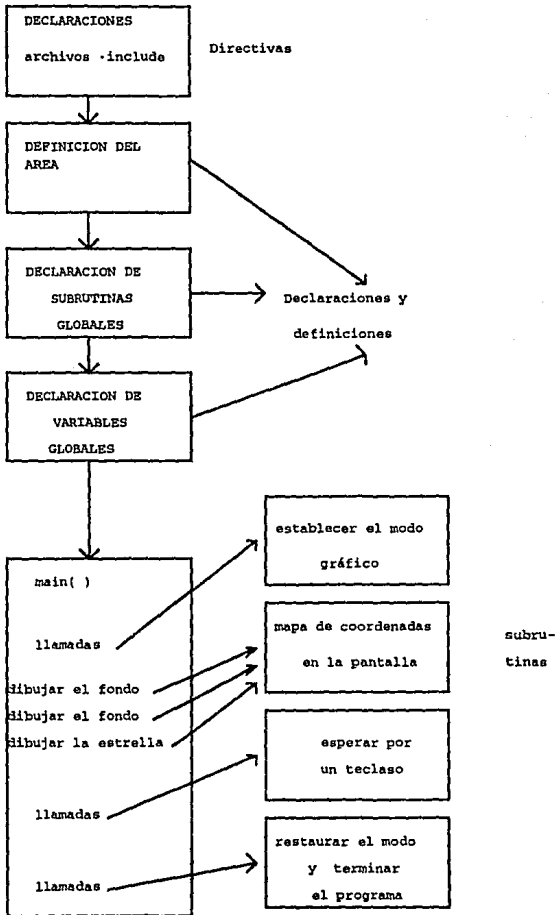 DECLARACIONES
archivos .include
Directivas
DEFINICION DEL
AREA
DECLARACION DE
SUBRUTINAS
GLOBALES
Declaraciones y
definiciones
DECLARACION DE
VARIABLES
GLOBALES
main( )
llamadas
dibujar el fondo
dibujar el fondo
dibujar la estrella
llamadas
llamadas
establecer el modo
gráfico
mapa de coordenadas
en la pantalla
subru-
tinas
esperar por
un teclaso
restaurar el modo
y terminar
el programa